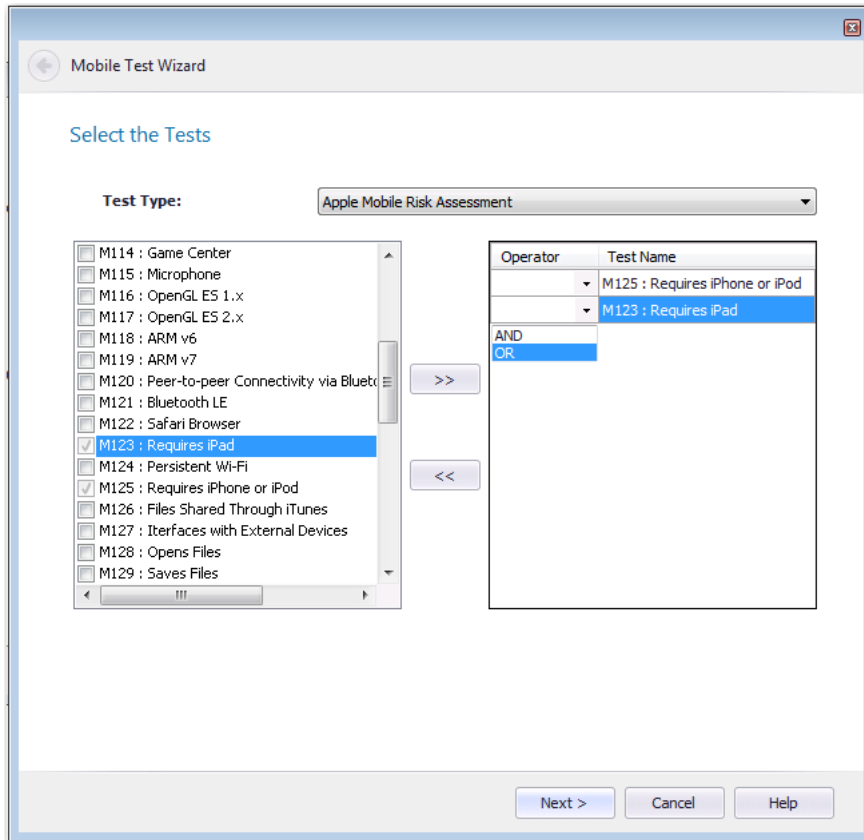 Mobile Test Wizard
Select the Tests
Test Type:
Apple Mobile Risk Assessment
M114 : Game Center
M115 : Microphone
M116 : OpenGL ES 1.x
M117 : OpenGL ES 2.x
M118 : ARM v6
M119 : ARM v7
M120 : Peer-to-peer Connectivity via Blueto
M121 : Bluetooth LE
M122 : Safari Browser
M123 : Requires iPad
M124 : Persistent Wi-Fi
M125 : Requires iPhone or iPod
M126 : Files Shared Through iTunes
M127 : Iterfaces with External Devices
M128 : Opens Files
M129 : Saves Files
>>
<<
Operator Test Name
M125 : Requires iPhone or iPod
M123 : Requires iPad
AND
OR
Next >
Cancel
Help